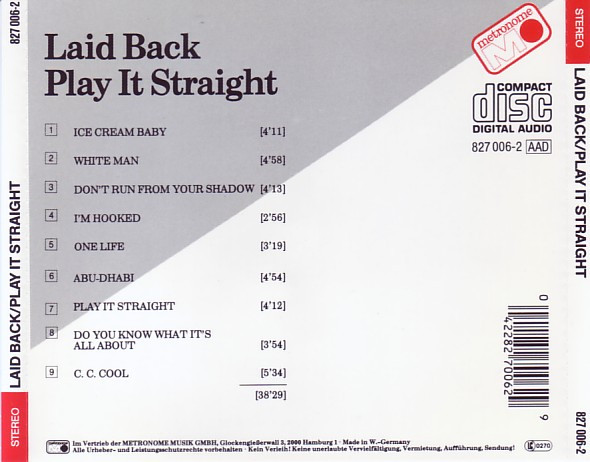 827 006-2
STEREO
LAID BACK/PLAY IT STRAIGHT
Laid Back
Play It Straight
metronome
M
COMPACT
disc
DIGITAL AUDIO
827 006-2 AAD
1 ICE CREAM BABY [4'11]
2 WHITE MAN [4'58]
3 DON'T RUN FROM YOUR SHADOW [4'13]
4 I'M HOOKED [2'56]
5 ONE LIFE [3'19]
6 ABU-DHABI [4'54]
7 PLAY IT STRAIGHT [4'12]
8 DO YOU KNOW WHAT IT'S
ALL ABOUT [3'54]
9 C. C. COOL [5'34]
[38'29]
0 42282 70062 9
Im Vertrieb der METRONOME MUSIK GMBH, Glockengießerwall 3, 2000 Hamburg 1 · Made in W.-Germany
Alle Urheber- und Leistungsschutzrechte vorbehalten · Kein Verleih! Keine unerlaubte Vervielfältigung, Vermietung, Aufführung, Sendung!
LC 0270
STEREO
LAID BACK/PLAY IT STRAIGHT
827 006-2